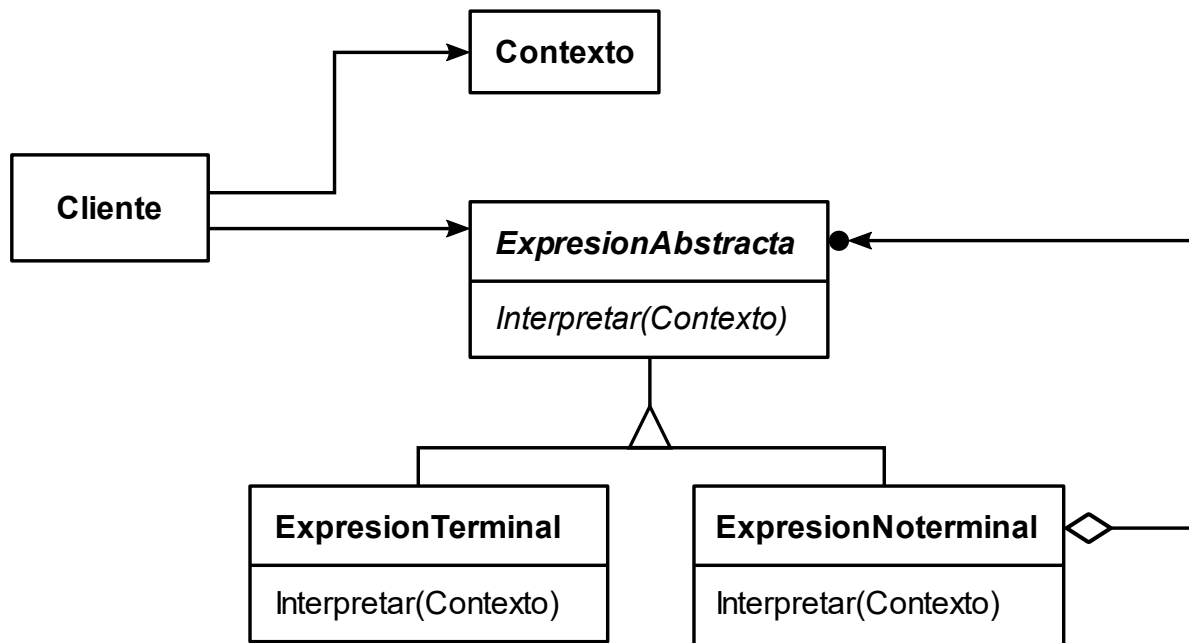 Contexto
Cliente
ExpresionAbstracta
Interpretar(Contexto)
ExpresionTerminal
Interpretar(Contexto)
ExpresionNoterminal
Interpretar(Contexto)